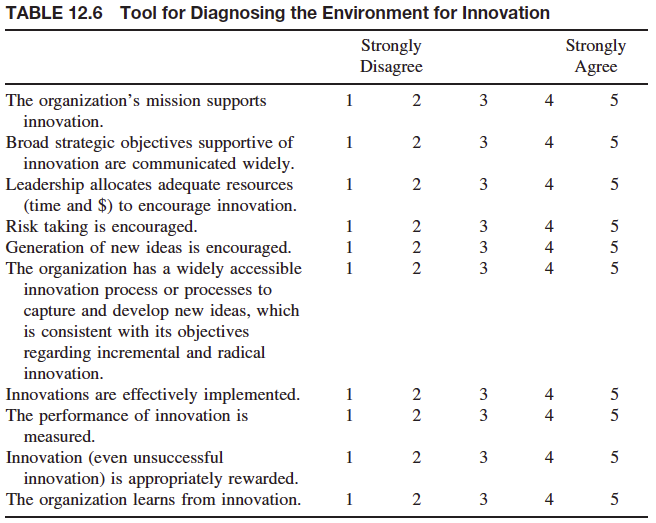 TABLE 12.6 Tool for Diagnosing the Environment for Innovation
Strongly Strongly
Disagree Agree
The organization's mission supports 1 2 3 4 5
innovation.
Broad strategic objectives supportive of 1 2 3 4 5
innovation are communicated widely.
Leadership allocates adequate resources 1 2 3 4 5
(time and $) to encourage innovation.
Risk taking is encouraged. 1 2 3 4 5
Generation of new ideas is encouraged. 1 2 3 4 5
The organization has a widely accessible 1 2 3 4 5
innovation process or processes to
capture and develop new ideas, which
is consistent with its objectives
regarding incremental and radical
innovation.
Innovations are effectively implemented. 1 2 3 4 5
The performance of innovation is 1 2 3 4 5
measured.
Innovation (even unsuccessful 1 2 3 4 5
innovation) is appropriately rewarded.
The organization learns from innovation. 1 2 3 4 5